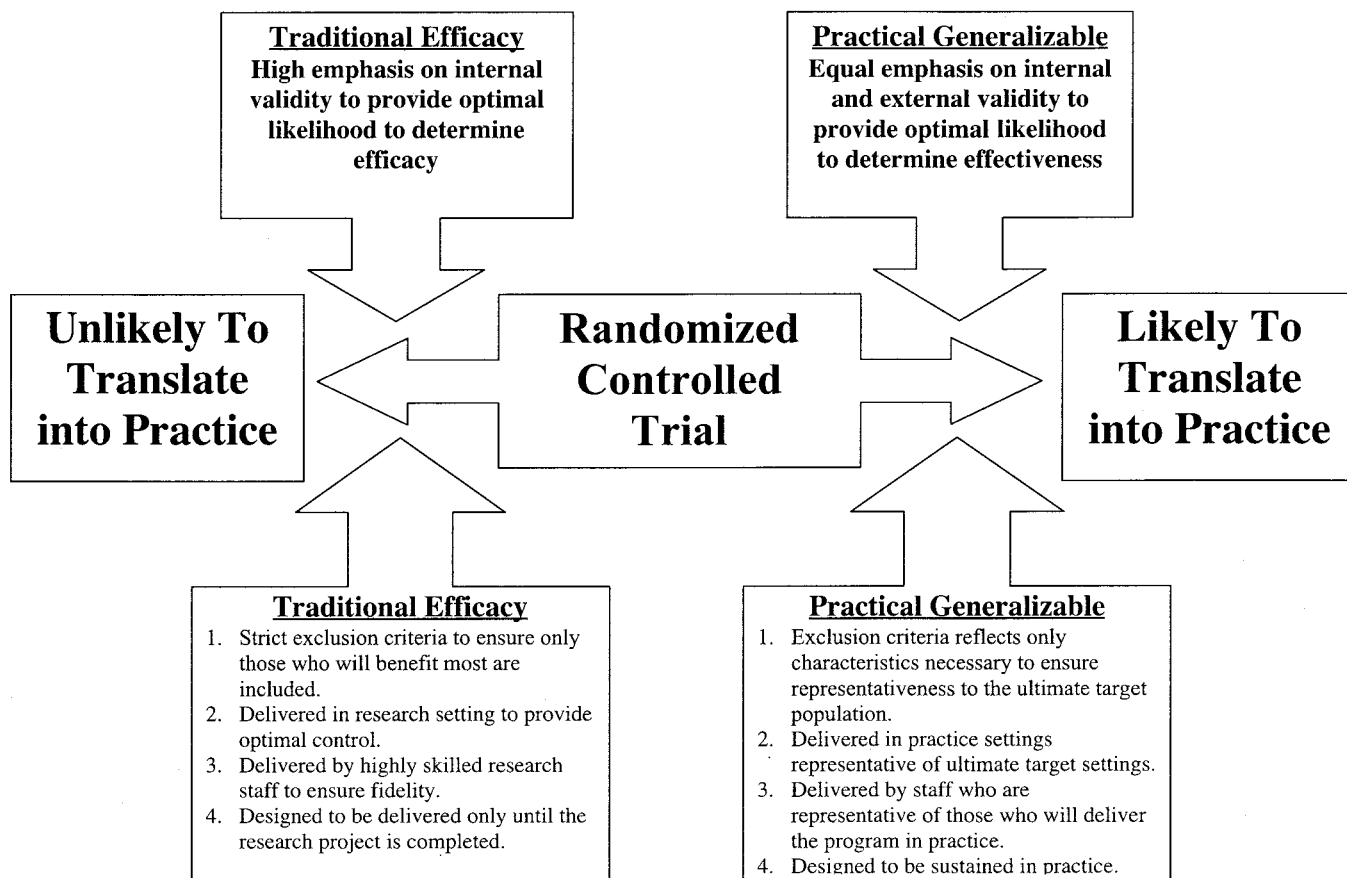 Traditional Efficacy
High emphasis on internal
validity to provide optimal
likelihood to determine
efficacy
Practical Generalizable
Equal emphasis on internal
and external validity to
provide optimal likelihood
to determine effectiveness
Unlikely To
Translate
into Practice
Randomized
Controlled
Trial
Likely To
Translate
into Practice
Traditional Efficacy
1. Strict exclusion criteria to ensure only
those who will benefit most are
included.
2. Delivered in research setting to provide
optimal control.
3. Delivered by highly skilled research
staff to ensure fidelity.
4. Designed to be delivered only until the
research project is completed.
Practical Generalizable
1. Exclusion criteria reflects only
characteristics necessary to ensure
representativeness to the ultimate target
population.
2. Delivered in practice settings
representative of ultimate target settings.
3. Delivered by staff who are
representative of those who will deliver
the program in practice.
4. Designed to be sustained in practice.